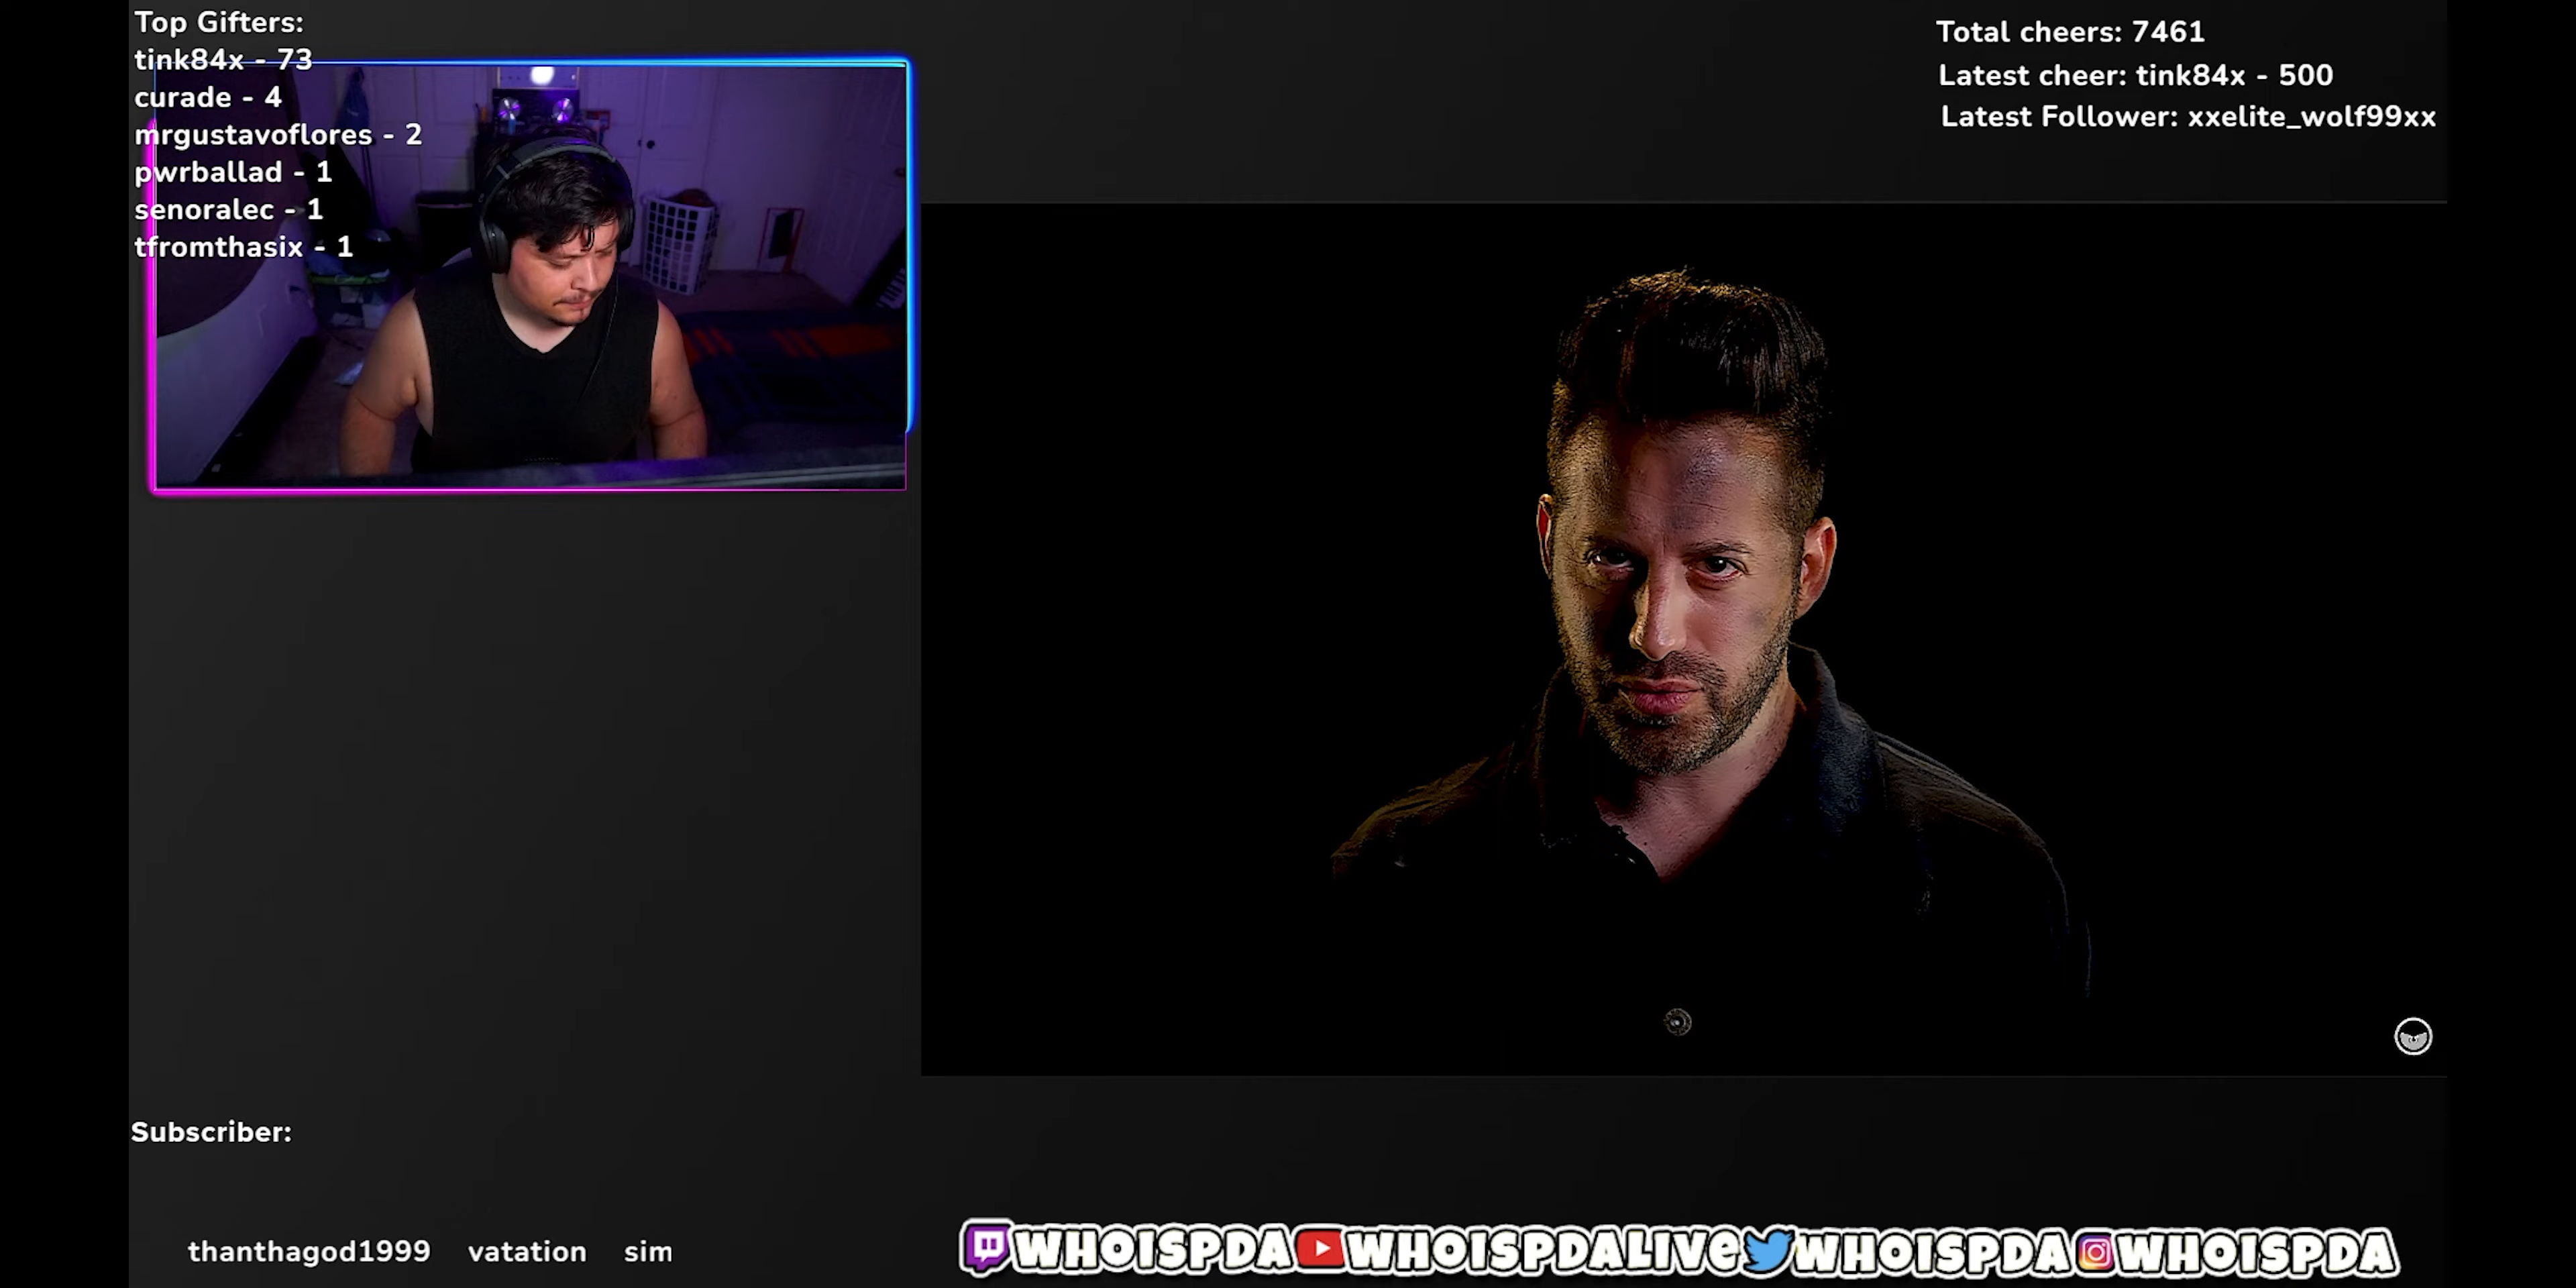 Top Gifters:
tink84x - 73
curade - 4
mrgustavoflores - 2
pwrballad - 1
senoralec - 1
tfromthasix - 1
Total cheers: 7461
Latest cheer: tink84x - 500
Latest Follower: xxelite_wolf99xx
Subscriber:
thanthagod1999 vatation sim
WHOISPDA WHOISPDALIVE WHOISPDA WHOISPDA